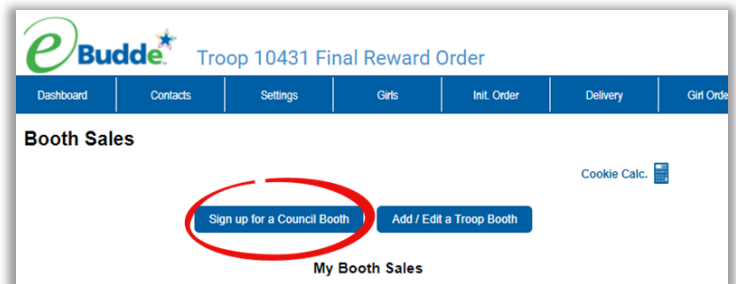 eBudde Troop 10431 Final Reward Order
Dashboard Contacts Settings Girls Init. Order Delivery Girl Orde
Booth Sales
Cookie Calc.
Sign up for a Council Booth Add / Edit a Troop Booth
My Booth Sales